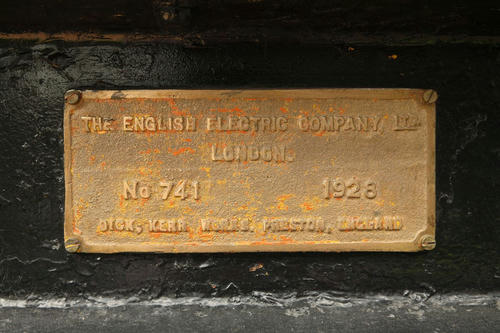 THE ENGLISH ELECTRIC COMPANY, LTD.
LONDON.
No 741 1928
DICK, KERR, WORKS, PRESTON, ENGLAND